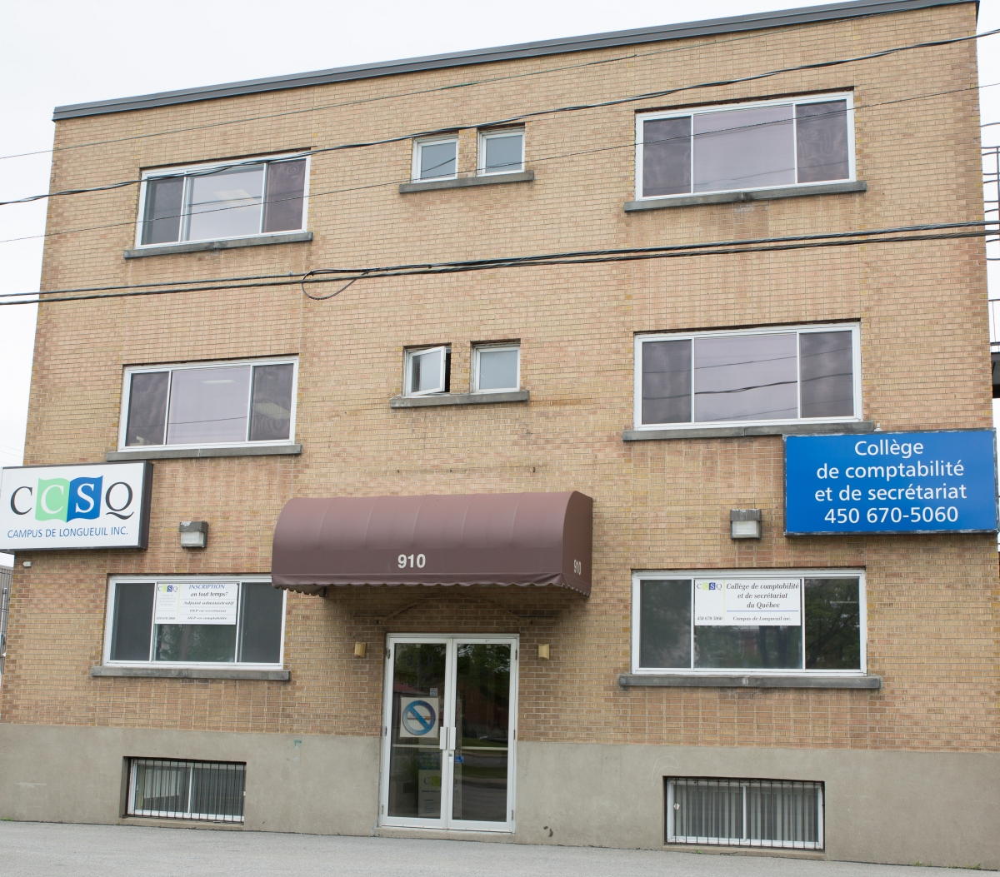 CCSQ
CAMPUS DE LONGUEUIL INC.
Collège
de comptabilité
et de secrétariat
450 670-5060
910
910
CCSQ
450 670-5060
INSCRIPTION
en tout temps!
Adjoint administratif
DEP en secrétariat
DEP en comptabilité
CCSQ
450 670-5060
Collège de comptabilité
et de secrétariat
du Québec
Campus de Longueuil inc.